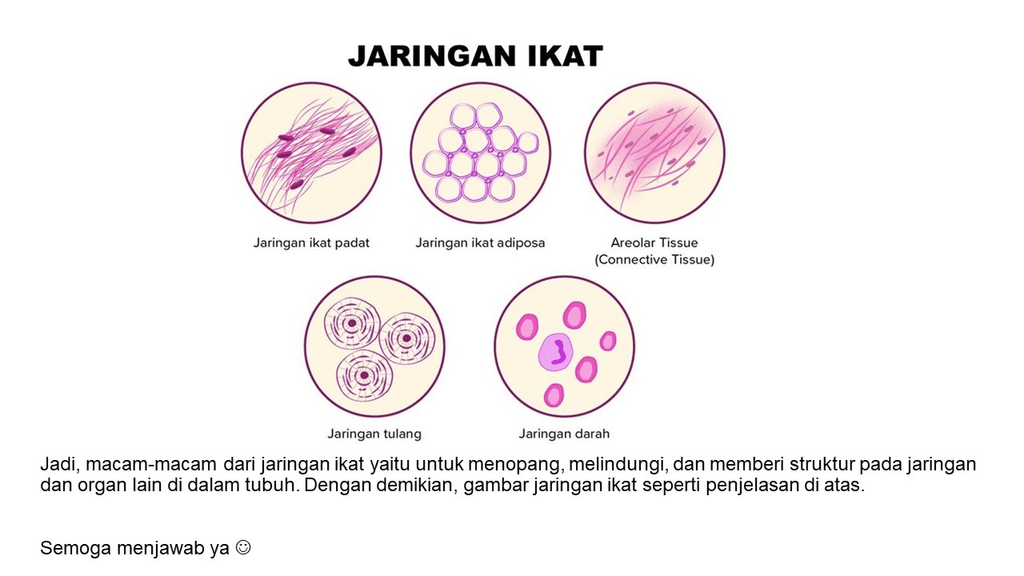 JARINGAN IKAT
Jaringan ikat padat
Jaringan ikat adiposa
Areolar Tissue
(Connective Tissue)
Jaringan tulang
Jaringan darah
Jadi, macam-macam dari jaringan ikat yaitu untuk menopang, melindungi, dan memberi struktur pada jaringan
dan organ lain di dalam tubuh. Dengan demikian, gambar jaringan ikat seperti penjelasan di atas.
Semoga menjawab ya ☺